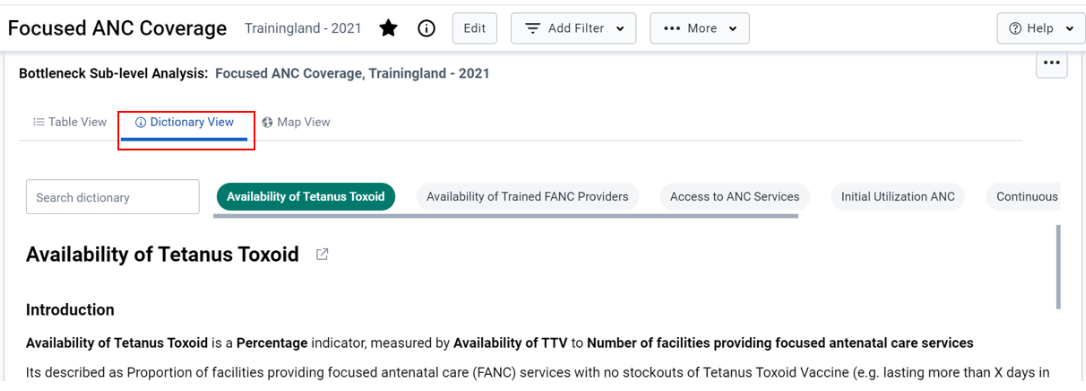 Focused ANC Coverage Trainingland - 2021 Edit Add Filter More Help
Bottleneck Sub-level Analysis: Focused ANC Coverage, Trainingland - 2021
Table View Dictionary View Map View
Search dictionary Availability of Tetanus Toxoid Availability of Trained FANC Providers Access to ANC Services Initial Utilization ANC Continuous
Availability of Tetanus Toxoid
Introduction
Availability of Tetanus Toxoid is a Percentage indicator, measured by Availability of TTV to Number of facilities providing focused antenatal care services
Its described as Proportion of facilities providing focused antenatal care (FANC) services with no stockouts of Tetanus Toxoid Vaccine (e.g. lasting more than X days in